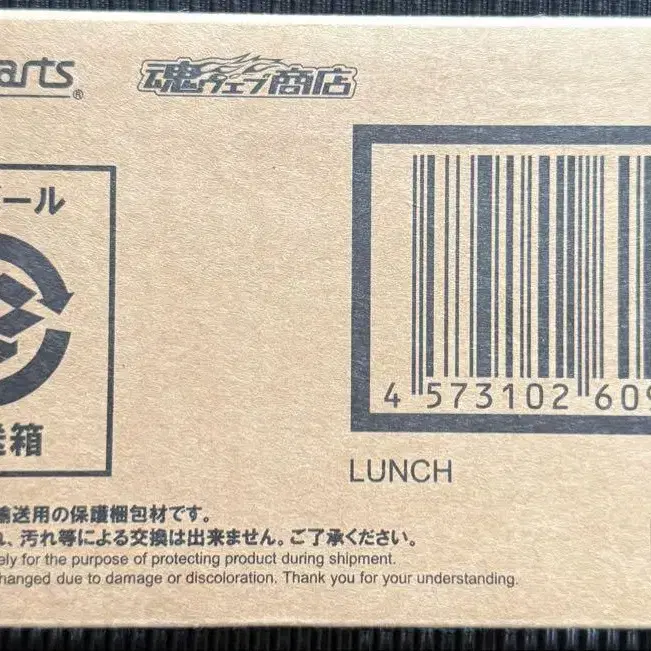 arts®
魂ウェブ商店
ール
箱
4 573102 609
LUNCH
輸送用の保護梱包材です。
、汚れ等による交換は出来ません。ご了承ください。
ely for the purpose of protecting product during shipment.
hanged due to damage or discoloration. Thank you for your understanding.